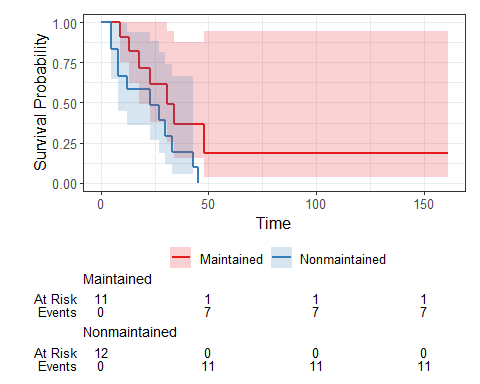 Survival Probability
1.00
0.75
0.50
0.25
0.00
0 50 100 150
Time
Maintained Nonmaintained
Maintained
At Risk 11 1 1 1
Events 0 7 7 7
Nonmaintained
At Risk 12 0 0 0
Events 0 11 11 11